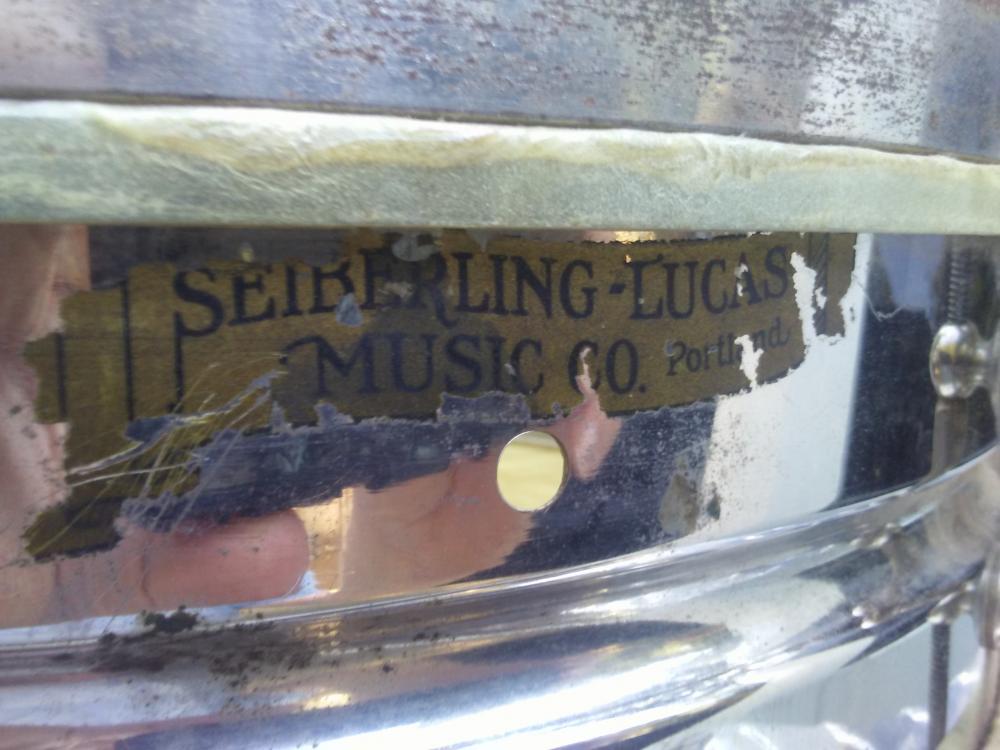 SEIBERLING-LUCAS
MUSIC CO. Portland